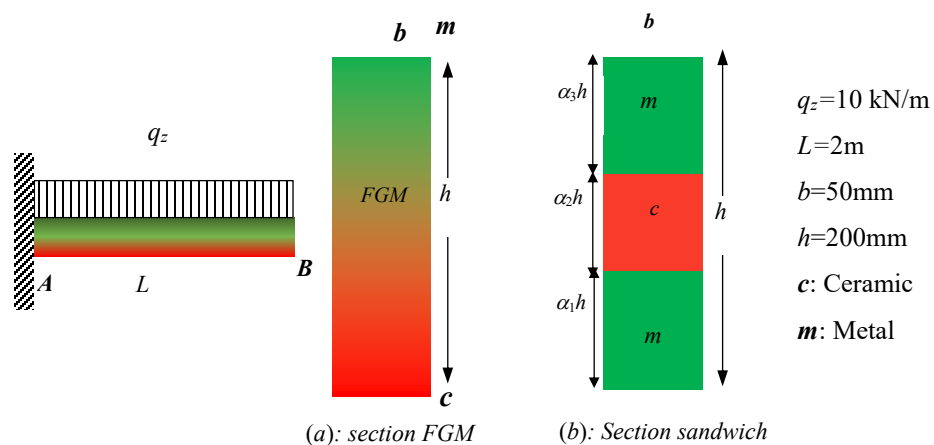 b
m
b
q_z
FGM
h
A
L
B
c
α₃h
m
α₂h
c
h
α₁h
m
q_z=10 kN/m
L=2m
b=50mm
h=200mm
c: Ceramic
m: Metal
(a): section FGM
(b): Section sandwich